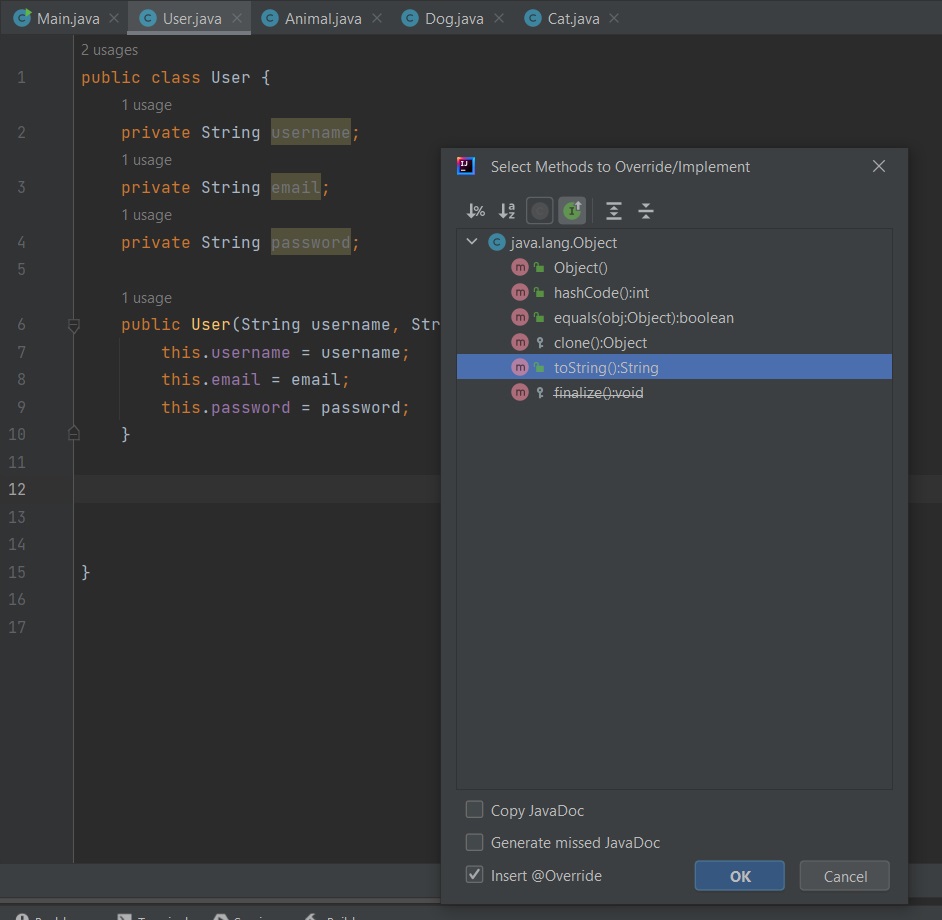 Main.java User.java Animal.java Dog.java Cat.java
2 usages
1 public class User {
1 usage
2 private String username;
1 usage
3 private String email;
1 usage
4 private String password;
5
1 usage
6 public User(String username, Str
7 this.username = username;
8 this.email = email;
9 this.password = password;
10 }
11
12
13
14
15 }
16
17
Select Methods to Override/Implement
java.lang.Object
m Object()
m hashCode():int
m equals(obj:Object):boolean
m clone():Object
m toString():String
m finalize():void
Copy JavaDoc
Generate missed JavaDoc
Insert @Override
OK Cancel